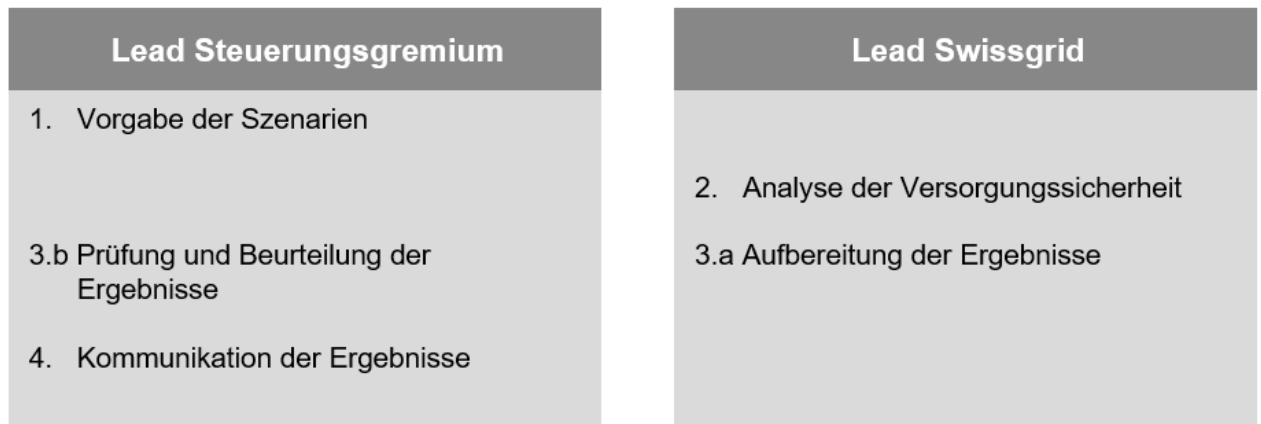 Lead Steuerungsgremium
1. Vorgabe der Szenarien
3.b Prüfung und Beurteilung der
Ergebnisse
4. Kommunikation der Ergebnisse
Lead Swissgrid
2. Analyse der Versorgungssicherheit
3.a Aufbereitung der Ergebnisse